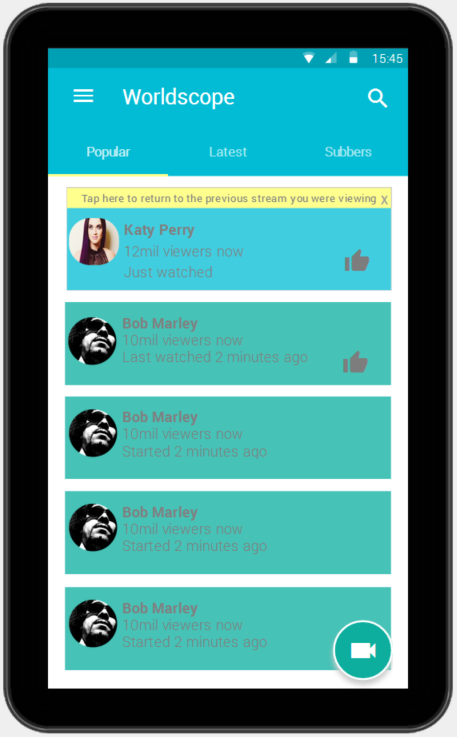 15:45
Worldscope
Popular Latest Subbers
Tap here to return to the previous stream you were viewing x
Katy Perry
12mil viewers now
Just watched
Bob Marley
10mil viewers now
Last watched 2 minutes ago
Bob Marley
10mil viewers now
Started 2 minutes ago
Bob Marley
10mil viewers now
Started 2 minutes ago
Bob Marley
10mil viewers now
Started 2 minutes ago